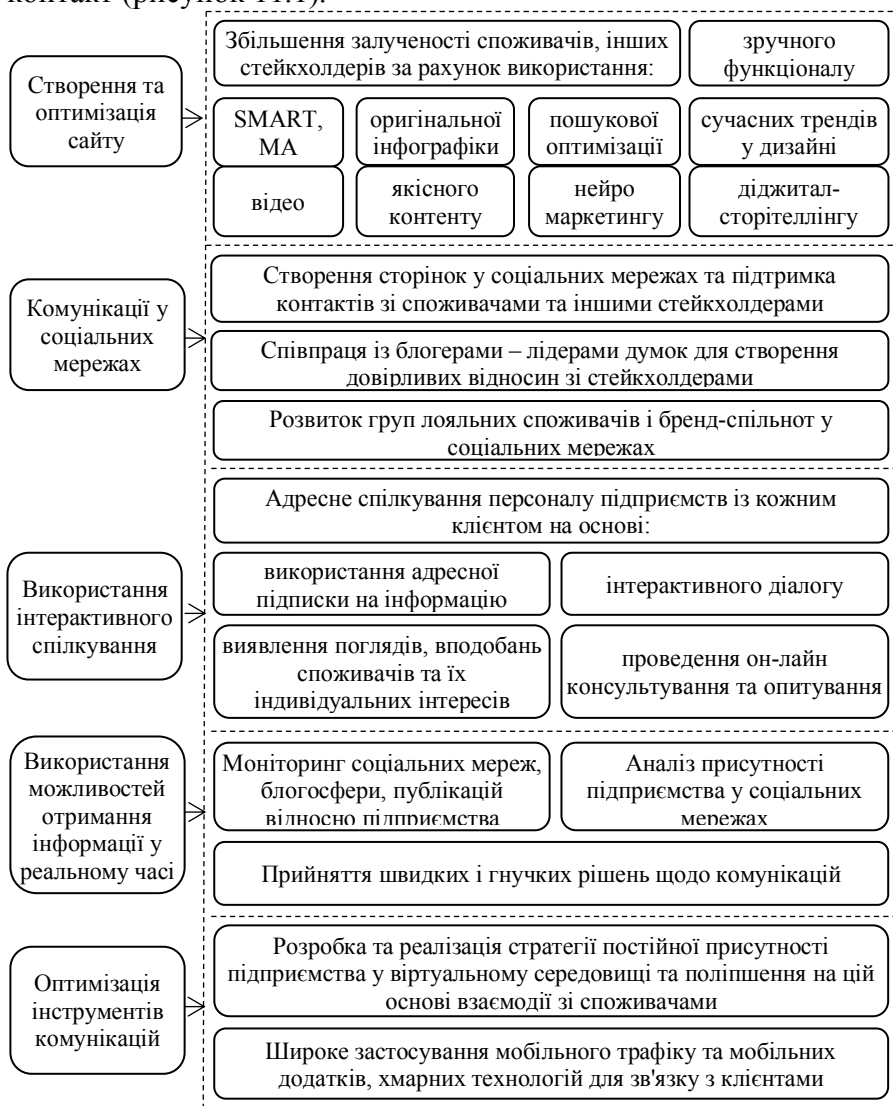 контакт (рисунок 11.1).
Створення та
оптимізація
сайту
Збільшення залученості споживачів, інших
стейкхолдерів за рахунок використання:
зручного
функціоналу
SMART,
МА
оригінальної
інфографіки
пошукової
оптимізації
сучасних трендів
у дизайні
відео
якісного
контенту
нейро
маркетингу
діджитал-
сторітеллінгу
Комунікації у
соціальних
мережах
Створення сторінок у соціальних мережах та підтримка
контактів зі споживачами та іншими стейкхолдерами
Співпраця із блогерами – лідерами думок для створення
довірливих відносин зі стейкхолдерами
Розвиток груп лояльних споживачів і бренд-спільнот у
соціальних мережах
Використання
інтерактивного
спілкування
Адресне спілкування персоналу підприємств із кожним
клієнтом на основі:
використання адресної
підписки на інформацію
інтерактивного діалогу
виявлення поглядів, вподобань
споживачів та їх
індивідуальних інтересів
проведення он-лайн
консультування та опитування
Використання
можливостей
отримання
інформації у
реальному часі
Моніторинг соціальних мереж,
блогосфери, публікацій
відносно підприємства
Аналіз присутності
підприємства у соціальних
мережах
Прийняття швидких і гнучких рішень щодо комунікацій
Оптимізація
інструментів
комунікацій
Розробка та реалізація стратегії постійної присутності
підприємства у віртуальному середовищі та поліпшення на цій
основі взаємодії зі споживачами
Широке застосування мобільного трафіку та мобільних
додатків, хмарних технологій для зв'язку з клієнтами